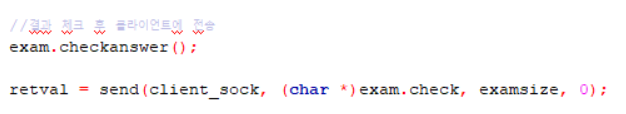 //결과 체크 후 클라이언트에 전송
exam.checkanswer();
retval = send(client_sock, (char *)exam.check, examsize, 0);